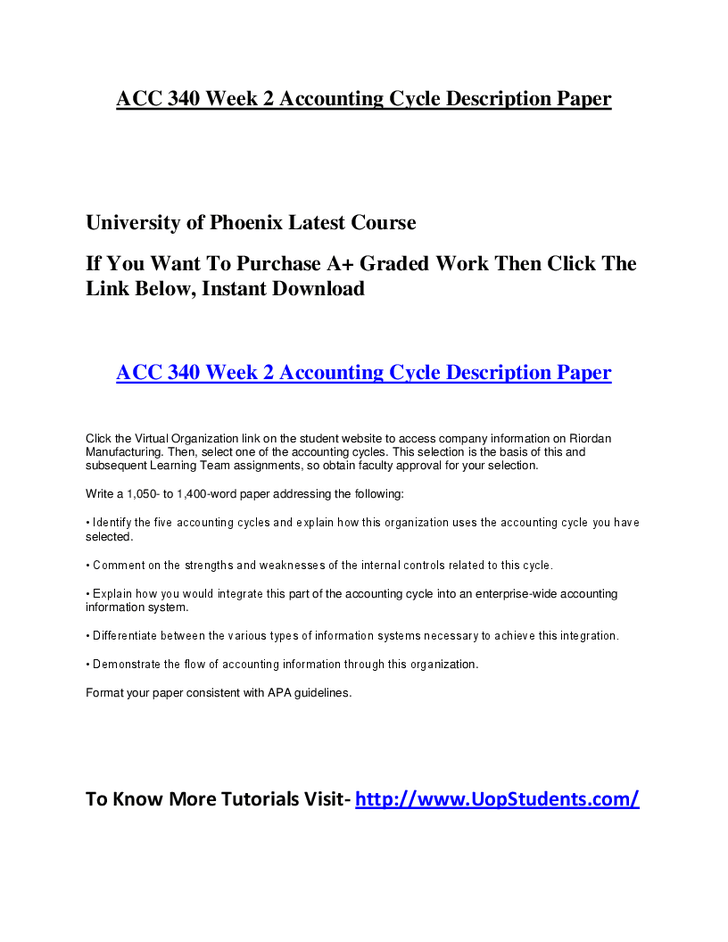 ACC 340 Week 2 Accounting Cycle Description Paper
University of Phoenix Latest Course
If You Want To Purchase A+ Graded Work Then Click The
Link Below, Instant Download
ACC 340 Week 2 Accounting Cycle Description Paper
Click the Virtual Organization link on the student website to access company information on Riordan
Manufacturing. Then, select one of the accounting cycles. This selection is the basis of this and
subsequent Learning Team assignments, so obtain faculty approval for your selection.
Write a 1,050- to 1,400-word paper addressing the following:
• Identify the five accounting cycles and explain how this organization uses the accounting cycle you have
selected.
• Comment on the strengths and weaknesses of the internal controls related to this cycle.
• Explain how you would integrate this part of the accounting cycle into an enterprise-wide accounting
information system.
• Differentiate between the various types of information systems necessary to achieve this integration.
• Demonstrate the flow of accounting information through this organization.
Format your paper consistent with APA guidelines.
To Know More Tutorials Visit- http://www.UopStudents.com/